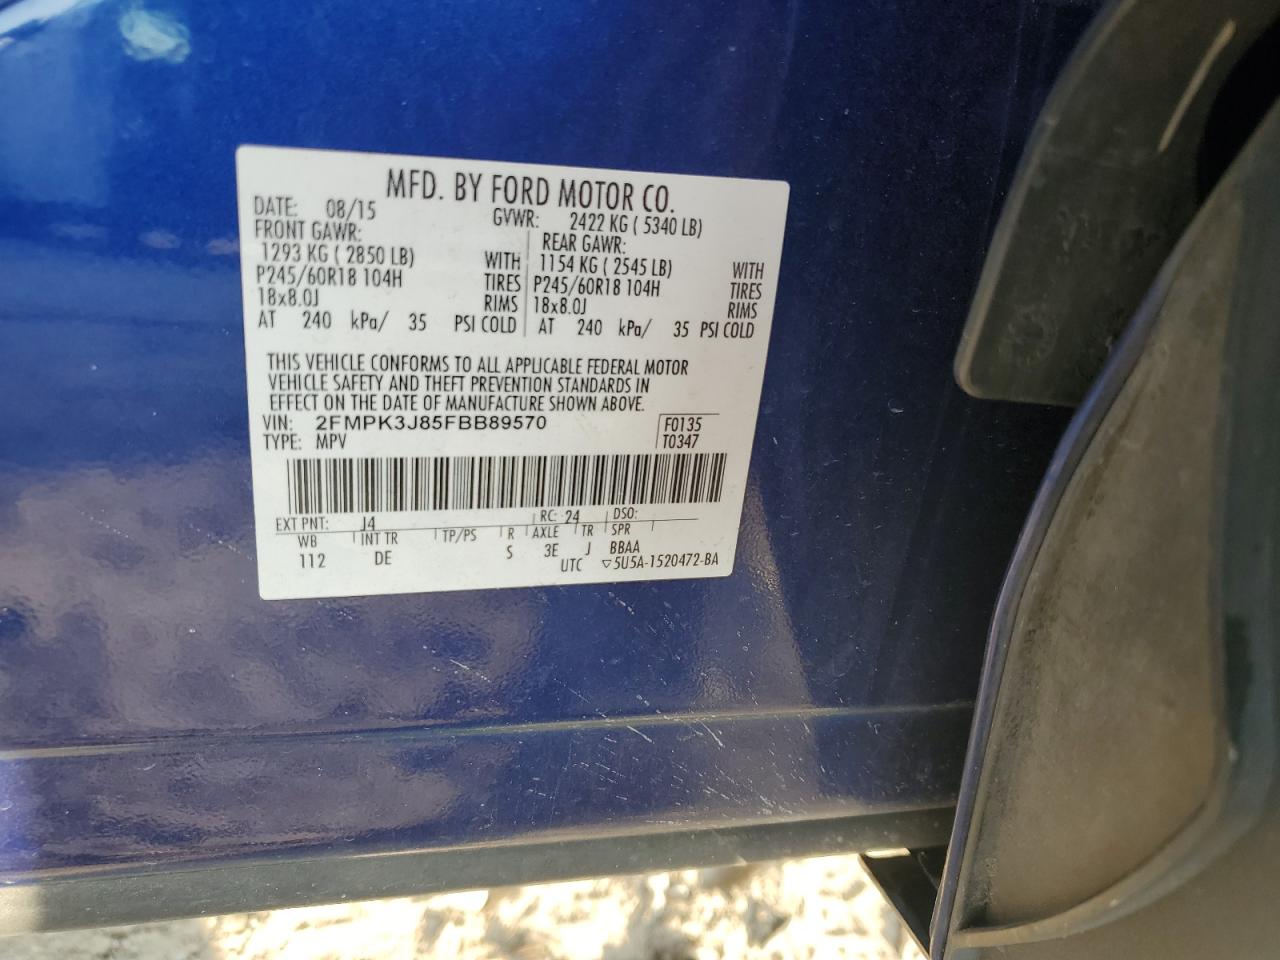 MFD. BY FORD MOTOR CO.
DATE: 08/15 GVWR: 2422 KG ( 5340 LB)
FRONT GAWR: REAR GAWR:
1293 KG ( 2850 LB) WITH 1154 KG ( 2545 LB) WITH
P245/60R18 104H TIRES P245/60R18 104H TIRES
18x8.0J RIMS 18x8.0J RIMS
AT 240 kPa/ 35 PSI COLD AT 240 kPa/ 35 PSI COLD
THIS VEHICLE CONFORMS TO ALL APPLICABLE FEDERAL MOTOR
VEHICLE SAFETY AND THEFT PREVENTION STANDARDS IN
EFFECT ON THE DATE OF MANUFACTURE SHOWN ABOVE.
VIN: 2FMPK3J85FBB89570 F0135
TYPE: MPV T0347
EXT PNT: J4 RC: 24 DSO:
WB INT TR TP/PS R AXLE TR SPR
112 DE S 3E J BBAA
UTC ▽5U5A-1520472-BA